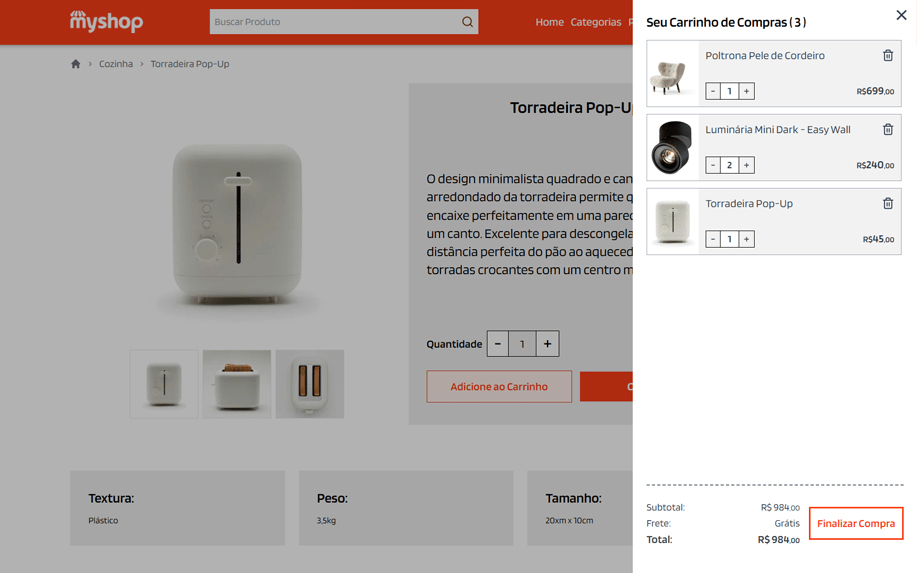 myshop
Buscar Produto
Home Categorias
Cozinha
Torradeira Pop-Up
Torradeira Pop-U
O design minimalista quadrado e can
arredondado da torradeira permite q
encaixe perfeitamente em uma pared
um canto. Excelente para descongela
distância perfeita do pão ao aqueced
torradas crocantes com um centro m
Quantidade - 1 +
Adicione ao Carrinho
Textura:
Plástico
Peso:
3,5kg
Tamanho:
20xm x 10cm
Seu Carrinho de Compras ( 3 )
Poltrona Pele de Cordeiro
- 1 +
R$699,00
Luminária Mini Dark - Easy Wall
- 2 +
R$240,00
Torradeira Pop-Up
- 1 +
R$45,00
Subtotal: R$ 984,00
Frete: Grátis
Total: R$ 984,00
Finalizar Compra